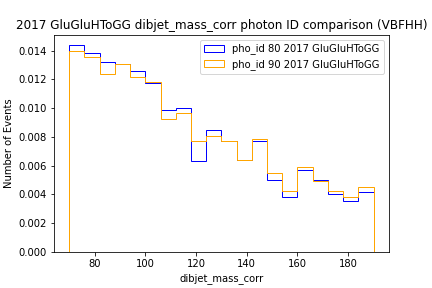 2017 GluGluHToGG dibjet_mass_corr photon ID comparison (VBFHH)
pho_id 80 2017 GluGluHToGG
pho_id 90 2017 GluGluHToGG
Number of Events
0.014
0.012
0.010
0.008
0.006
0.004
0.002
0.000
80 100 120 140 160 180
dibjet_mass_corr